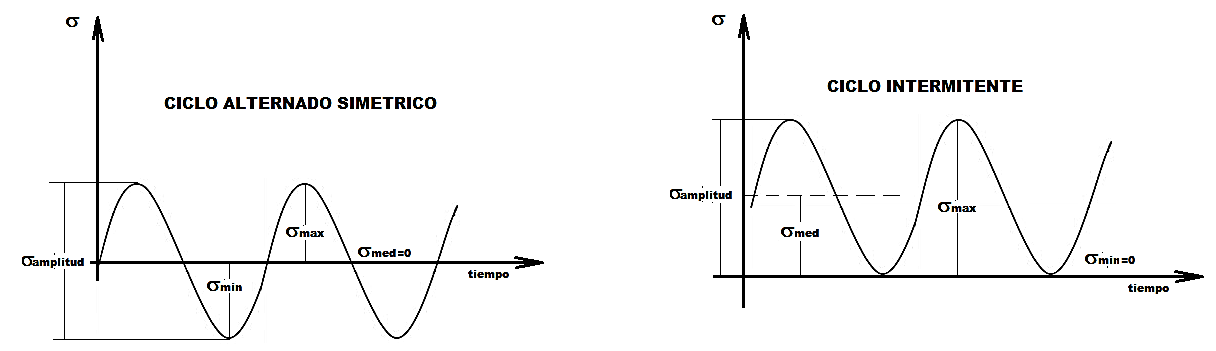 σ
CICLO ALTERNADO SIMETRICO
σmax
σmed=0
σamplitud
tiempo
σmin
σ
CICLO INTERMITENTE
σamplitud
σmax
σmed
σmin=0
tiempo